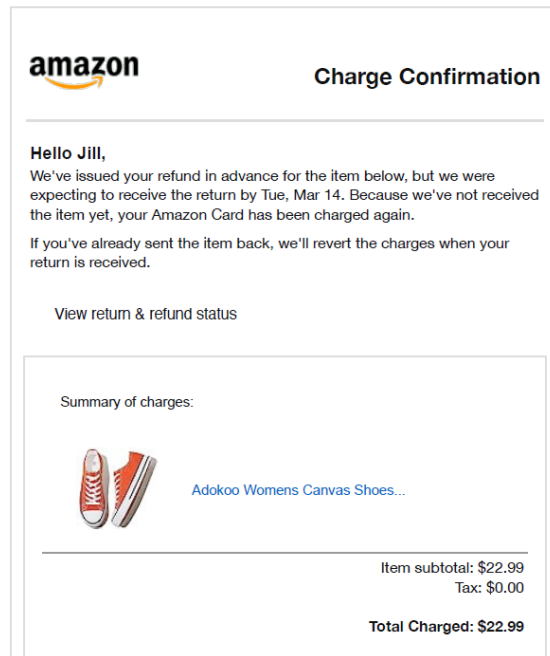 amazon
Charge Confirmation
Hello Jill,
We've issued your refund in advance for the item below, but we were
expecting to receive the return by Tue, Mar 14. Because we've not received
the item yet, your Amazon Card has been charged again.
If you've already sent the item back, we'll revert the charges when your
return is received.
View return & refund status
Summary of charges:
Adokoo Womens Canvas Shoes...
Item subtotal: $22.99
Tax: $0.00
Total Charged: $22.99